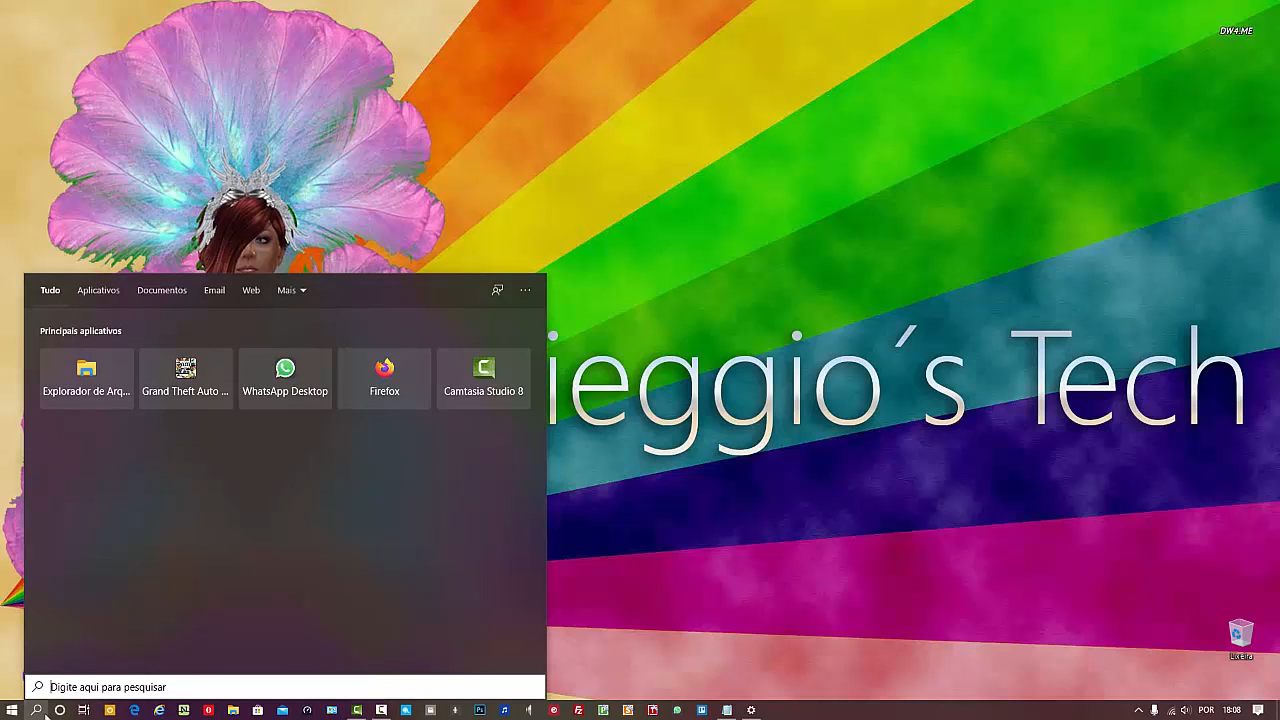 DW4.ME
Tudo Aplicativos Documentos Email Web Mais
Principais aplicativos
Explorador de Arq... Grand Theft Auto ... WhatsApp Desktop Firefox Camtasia Studio 8
ieggio´s Tech
Lixeira
Digite aqui para pesquisar
POR 18:08